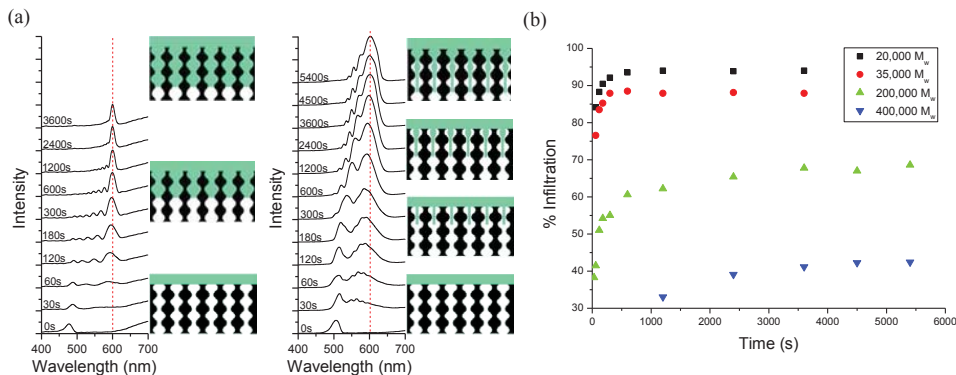 (a)
Intensity
3600s
2400s
1200s
600s
300s
180s
120s
60s
30s
0s
400 500 600 700
Wavelength (nm)
Intensity
5400s
4500s
3600s
2400s
1200s
600s
300s
180s
120s
60s
30s
0s
400 500 600 700
Wavelength (nm)
(b)
% Infiltration
100
90
80
70
60
50
40
30
0 1000 2000 3000 4000 5000 6000
Time (s)
20,000 Mw
35,000 Mw
200,000 Mw
400,000 Mw